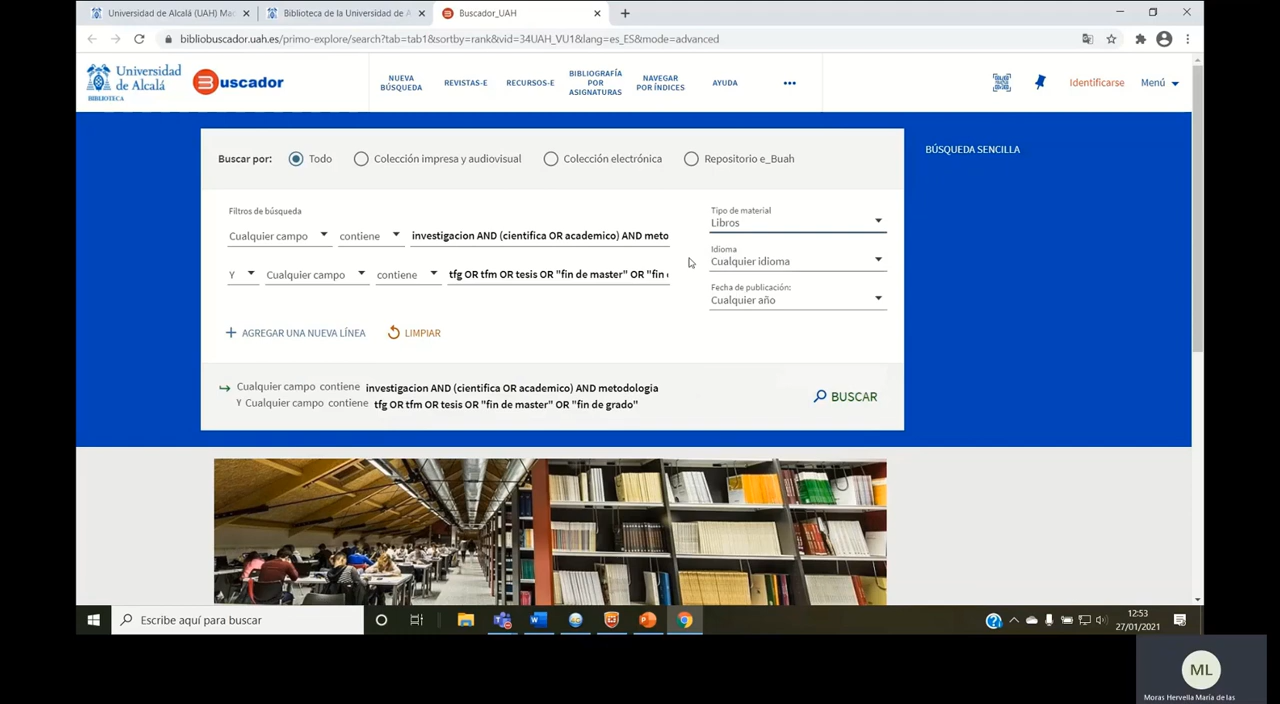 Universidad de Alcalá (UAH) Ma
Biblioteca de la Universidad de A
Buscador_UAH
bibliobuscador.uah.es/primo-explore/search?tab=tab1&sortby=rank&vid=34UAH_VU1&lang=es_ES&mode=advanced
Universidad
de Alcalá
BIBLIOTECA
Buscador
NUEVA
BÚSQUEDA
REVISTAS-E
RECURSOS-E
BIBLIOGRAFÍA
POR
ASIGNATURAS
NAVEGAR
POR ÍNDICES
AYUDA
Identificarse
Menú
Buscar por:
Todo
Colección impresa y audiovisual
Colección electrónica
Repositorio e_Buah
BÚSQUEDA SENCILLA
Filtros de búsqueda
Cualquier campo contiene investigacion AND (cientifica OR academico) AND meto
Y Cualquier campo contiene tfg OR tfm OR tesis OR "fin de master" OR "fin
Tipo de material
Libros
Idioma
Cualquier idioma
Fecha de publicación:
Cualquier año
+ AGREGAR UNA NUEVA LÍNEA
LIMPIAR
Cualquier campo contiene investigacion AND (cientifica OR academico) AND metodologia
Y Cualquier campo contiene tfg OR tfm OR tesis OR "fin de master" OR "fin de grado"
BUSCAR
Escribe aquí para buscar
12:53
27/01/2021
ML
Moras Hervella María de las